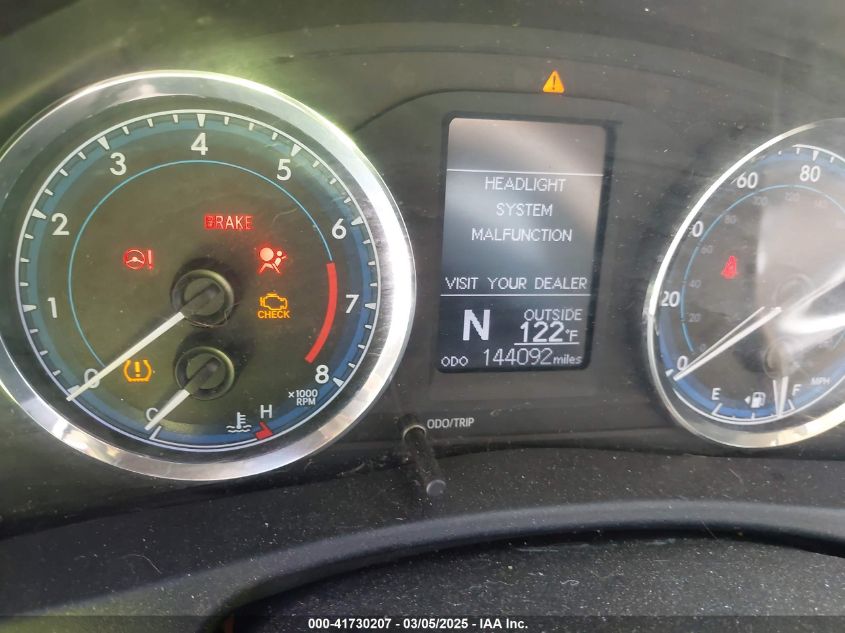 HEADLIGHT
SYSTEM
MALFUNCTION
VISIT YOUR DEALER
N
OUTSIDE
122°F
ODO 144092 miles
ODO/TRIP
0
1
2
3
4
5
6
7
8
×1000
RPM
BRAKE
CHECK
C
H
0
20
60
80
E
F
MPH
000-41730207 - 03/05/2025 - IAA Inc.